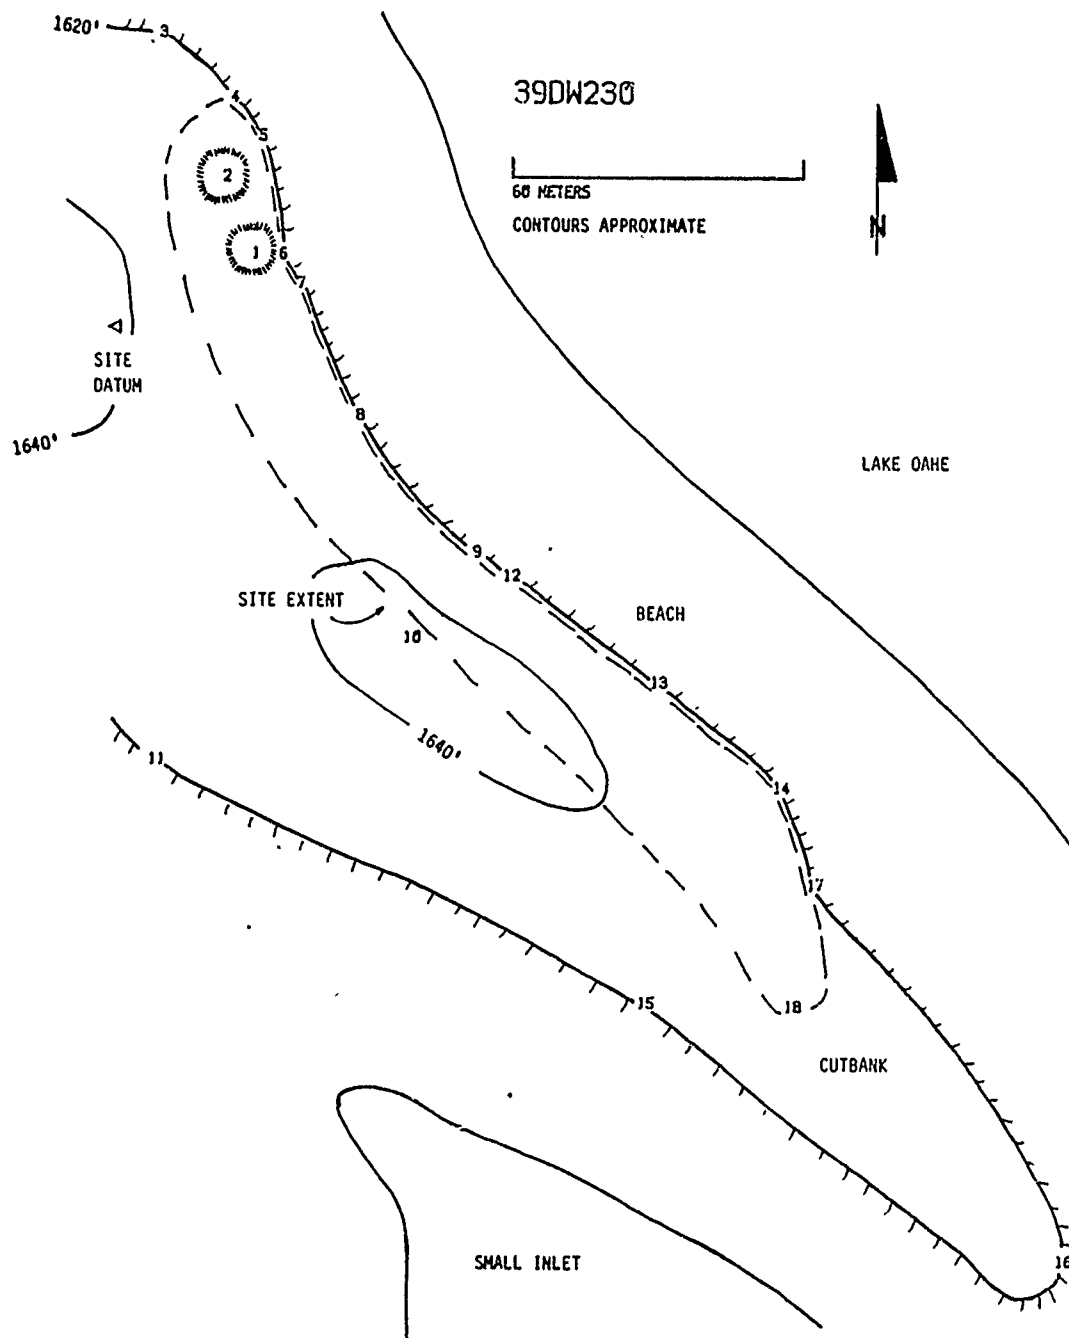 1620'
3
39DW230
4
5
2
60 METERS
CONTOURS APPROXIMATE
N
1
6
7
SITE
DATUM
8
1640'
LAKE OAHE
9
12
SITE EXTENT
BEACH
10
13
1640'
11
14
17
15
18
CUTBANK
16
SMALL INLET